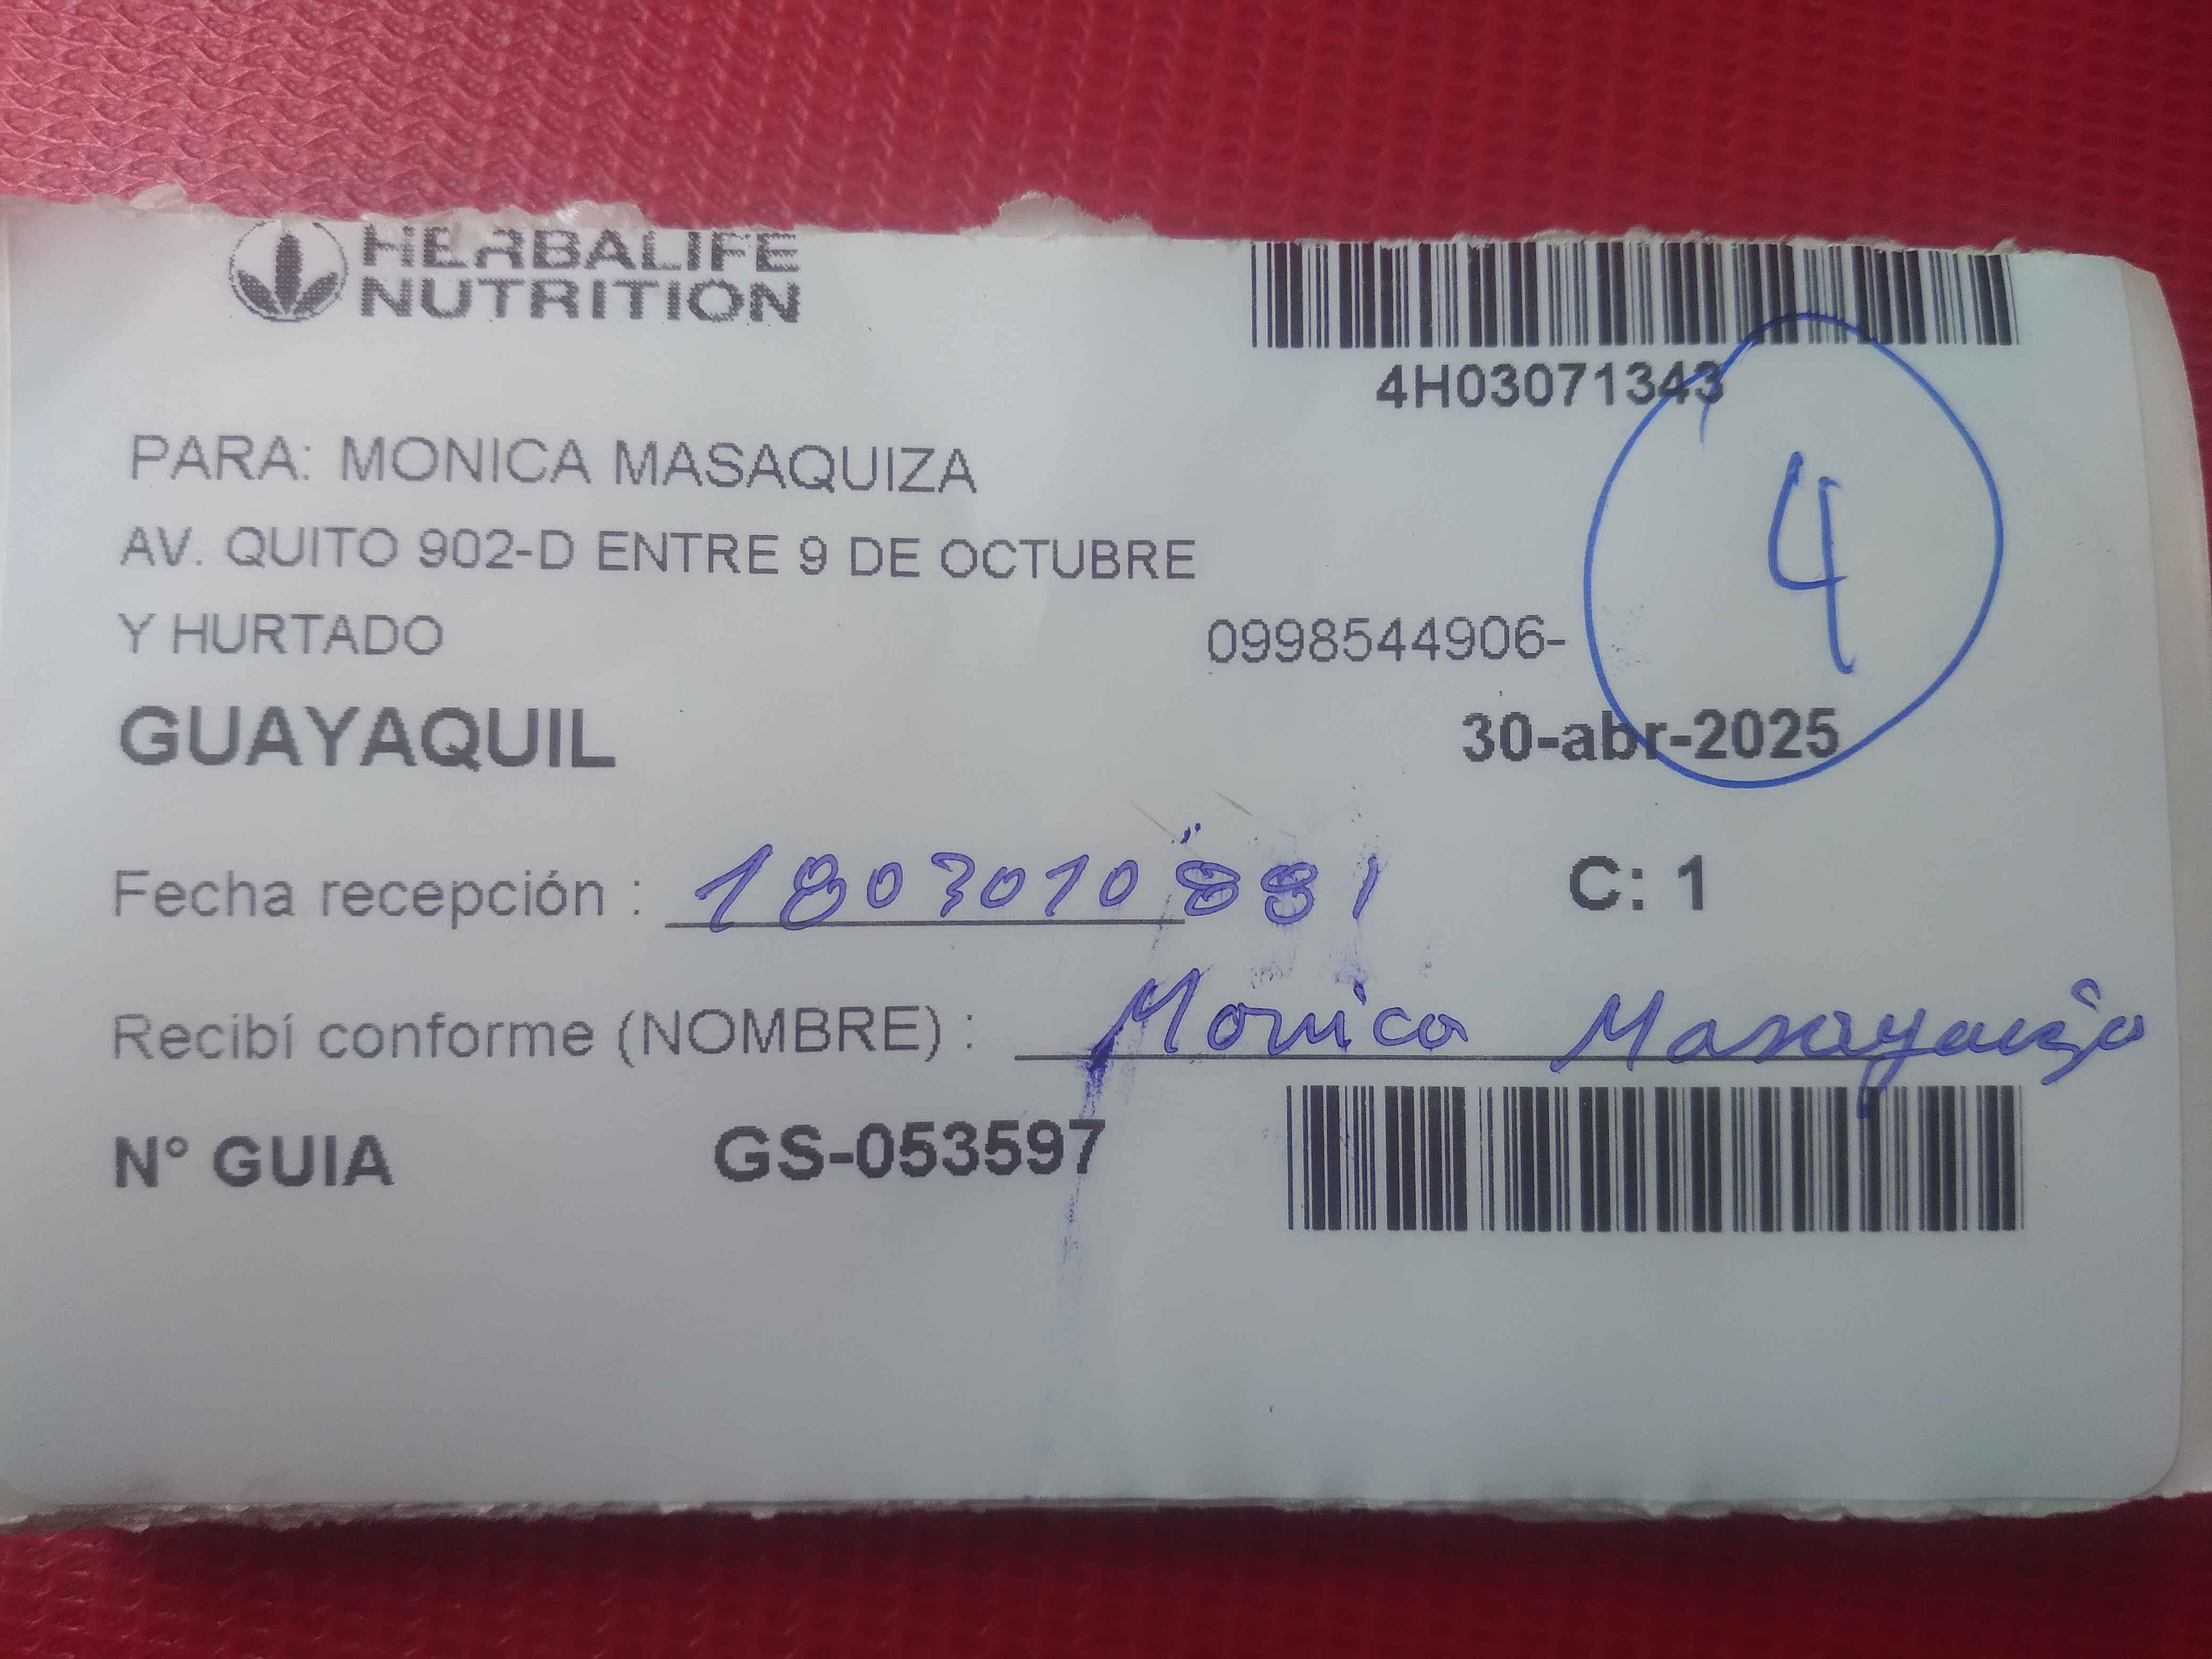 HERBALIFE
NUTRITION
4H03071343
PARA: MONICA MASAQUIZA
4
AV. QUITO 902-D ENTRE 9 DE OCTUBRE
Y HURTADO
0998544906-
GUAYAQUIL
30-abr-2025
Fecha recepción : 1803010881
C: 1
Recibí conforme (NOMBRE) : Monica Masaquiza
N° GUIA GS-053597